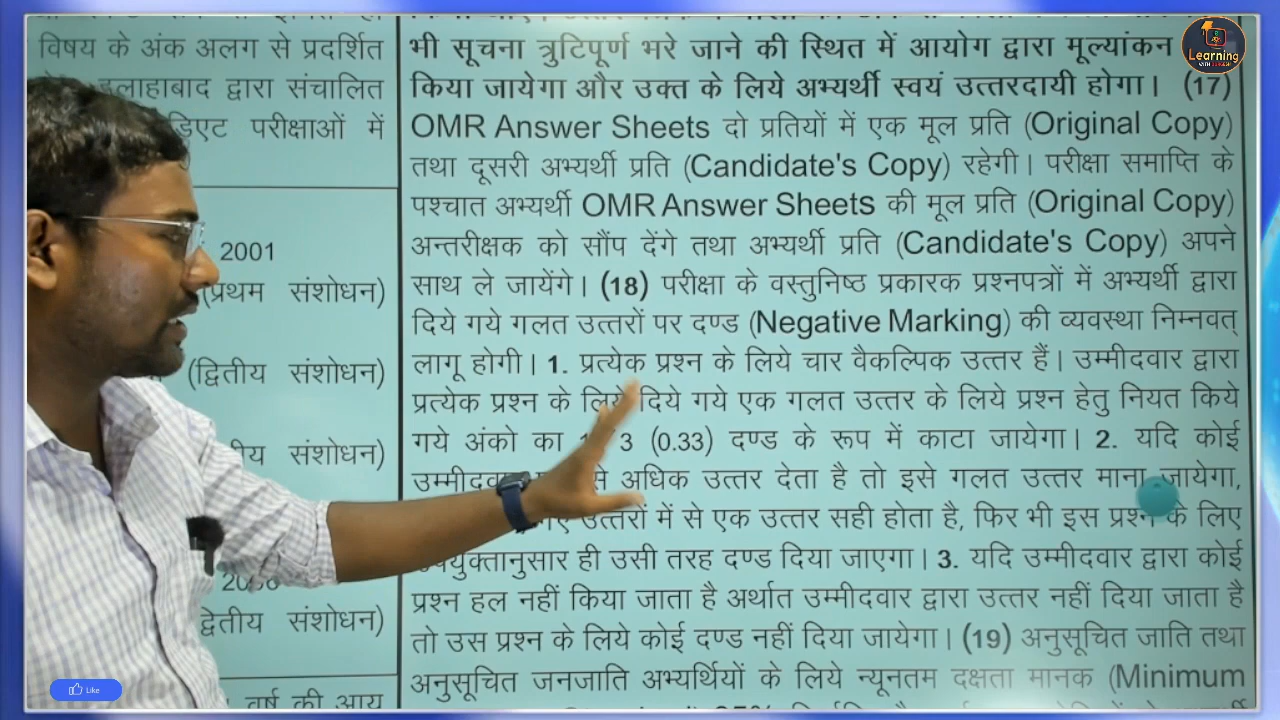 विषय के अंक अलग से प्रदर्शित
इलाहाबाद द्वारा संचालित
परीक्षाओं में
2001
(प्रथम संशोधन)
(द्वितीय संशोधन)
संशोधन)
द्वितीय संशोधन)
वर्ष की आयु
भी सूचना त्रुटिपूर्ण भरे जाने की स्थित में आयोग द्वारा मूल्यांकन
किया जायेगा और उक्त के लिये अभ्यर्थी स्वयं उत्तरदायी होगा। (17)
OMR Answer Sheets दो प्रतियों में एक मूल प्रति (Original Copy)
तथा दूसरी अभ्यर्थी प्रति (Candidate's Copy) रहेगी। परीक्षा समाप्ति के
पश्चात अभ्यर्थी OMR Answer Sheets की मूल प्रति (Original Copy)
अन्तरीक्षक को सौंप देंगे तथा अभ्यर्थी प्रति (Candidate's Copy) अपने
साथ ले जायेंगे। (18) परीक्षा के वस्तुनिष्ठ प्रकारक प्रश्नपत्रों में अभ्यर्थी द्वारा
दिये गये गलत उत्तरों पर दण्ड (Negative Marking) की व्यवस्था निम्नवत्
लागू होगी। 1. प्रत्येक प्रश्न के लिये चार वैकल्पिक उत्तर हैं। उम्मीदवार द्वारा
प्रत्येक प्रश्न के लिये दिये गये एक गलत उत्तर के लिये प्रश्न हेतु नियत किये
गये अंको का 3 (0.33) दण्ड के रूप में काटा जायेगा। 2. यदि कोई
से अधिक उत्तर देता है तो इसे गलत उत्तर माना जायेगा,
उत्तरों में से एक उत्तर सही होता है, फिर भी इस प्रश्न के लिए
उपर्युक्तानुसार ही उसी तरह दण्ड दिया जाएगा। 3. यदि उम्मीदवार द्वारा कोई
प्रश्न हल नहीं किया जाता है अर्थात उम्मीदवार द्वारा उत्तर नहीं दिया जाता है
तो उस प्रश्न के लिये कोई दण्ड नहीं दिया जायेगा। (19) अनुसूचित जाति तथा
अनुसूचित जनजाति अभ्यर्थियों के लिये न्यूनतम दक्षता मानक (Minimum
Learning
Like